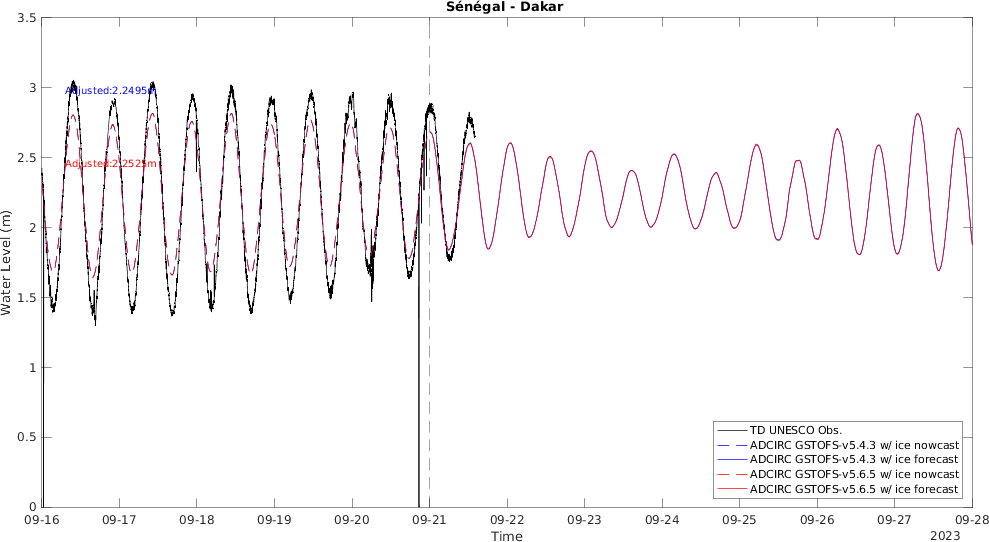 Sénégal - Dakar
3.5
3
2.5
2
1.5
1
0.5
0
Water Level (m)
Adjusted:2.2495m
Adjusted:2.2525m
TD UNESCO Obs.
ADCIRC GSTOFS-v5.4.3 w/ ice nowcast
ADCIRC GSTOFS-v5.4.3 w/ ice forecast
ADCIRC GSTOFS-v5.6.5 w/ ice nowcast
ADCIRC GSTOFS-v5.6.5 w/ ice forecast
09-16 09-17 09-18 09-19 09-20 09-21 09-22 09-23 09-24 09-25 09-26 09-27 09-28
Time
2023